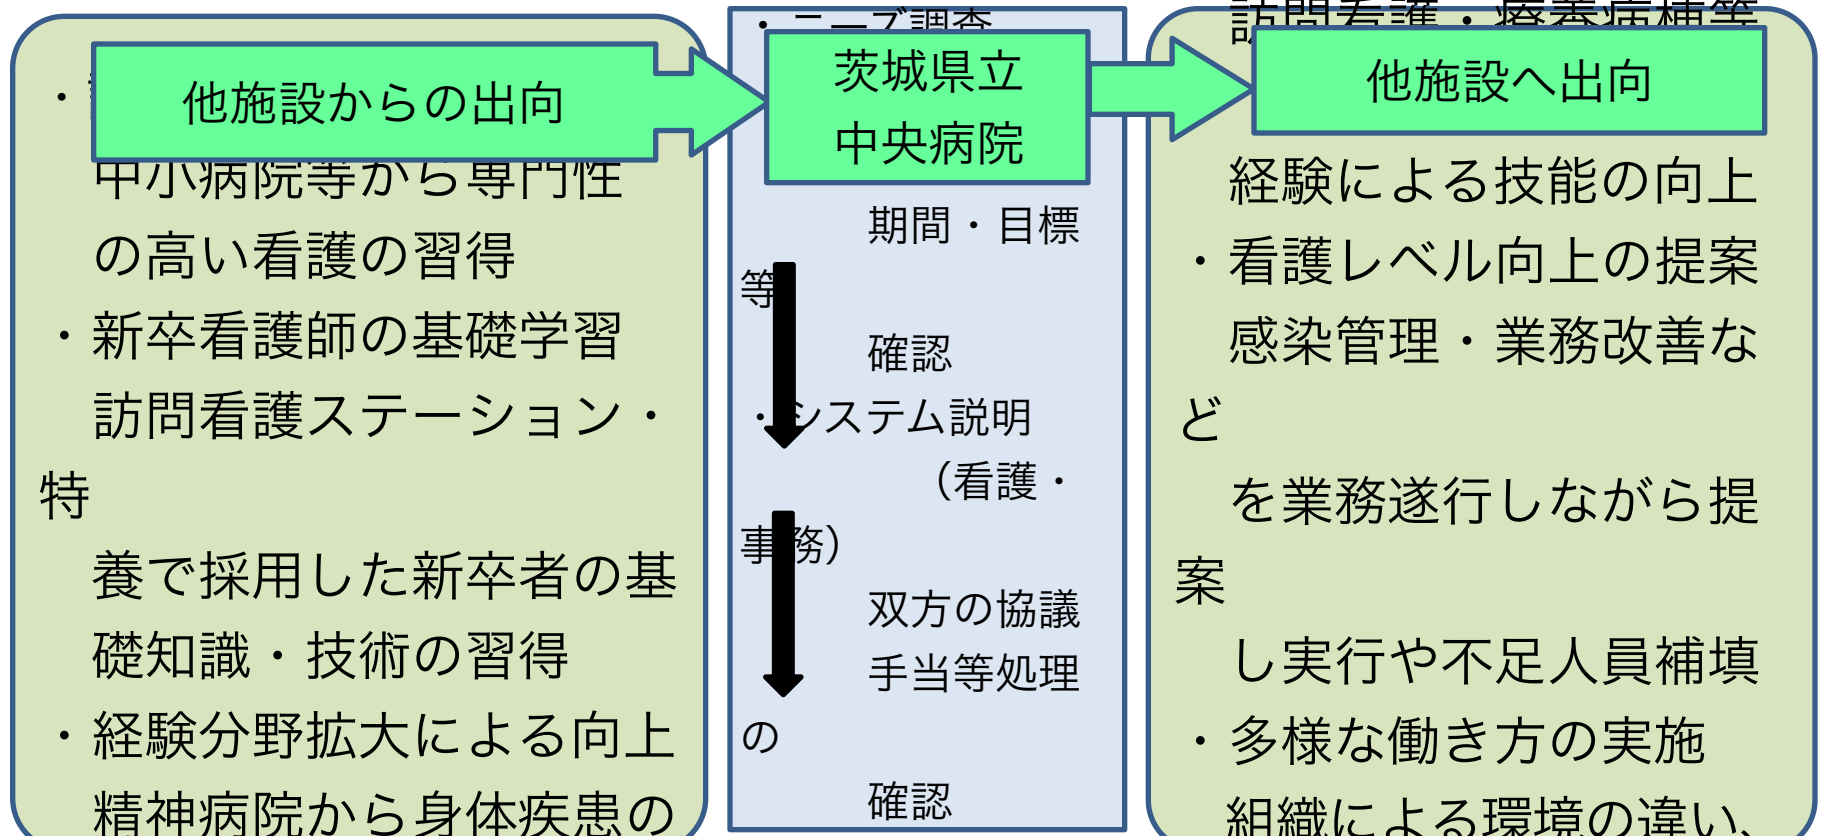 他施設からの出向
中小病院等から専門性
の高い看護の習得
・新卒看護師の基礎学習
訪問看護ステーション・
特
養で採用した新卒者の基
礎知識・技術の習得
・経験分野拡大による向上
精神病院から身体疾患の
・ニーズ調査
茨城県立
中央病院
期間・目標
等
確認
・システム説明
（看護・
事務）
双方の協議
手当等処理
の
確認
訪問看護・療養病棟等
他施設へ出向
経験による技能の向上
・看護レベル向上の提案
感染管理・業務改善な
ど
を業務遂行しながら提
案
し実行や不足人員補填
・多様な働き方の実施
組織による環境の違い、